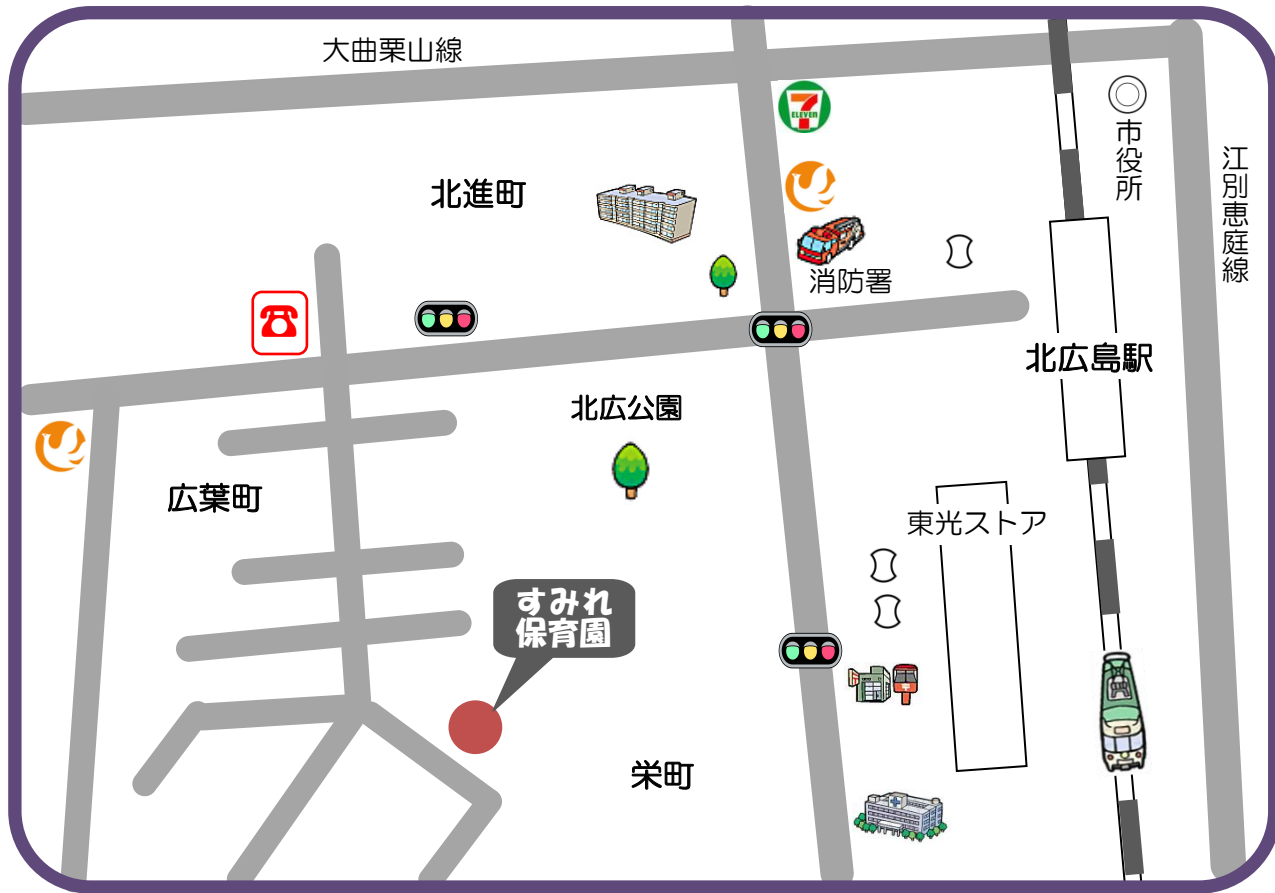 大曲栗山線
7
ELEVEN
市役所
江別恵庭線
北進町
消防署
北広島駅
北広公園
広葉町
東光ストア
すみれ
保育園
栄町